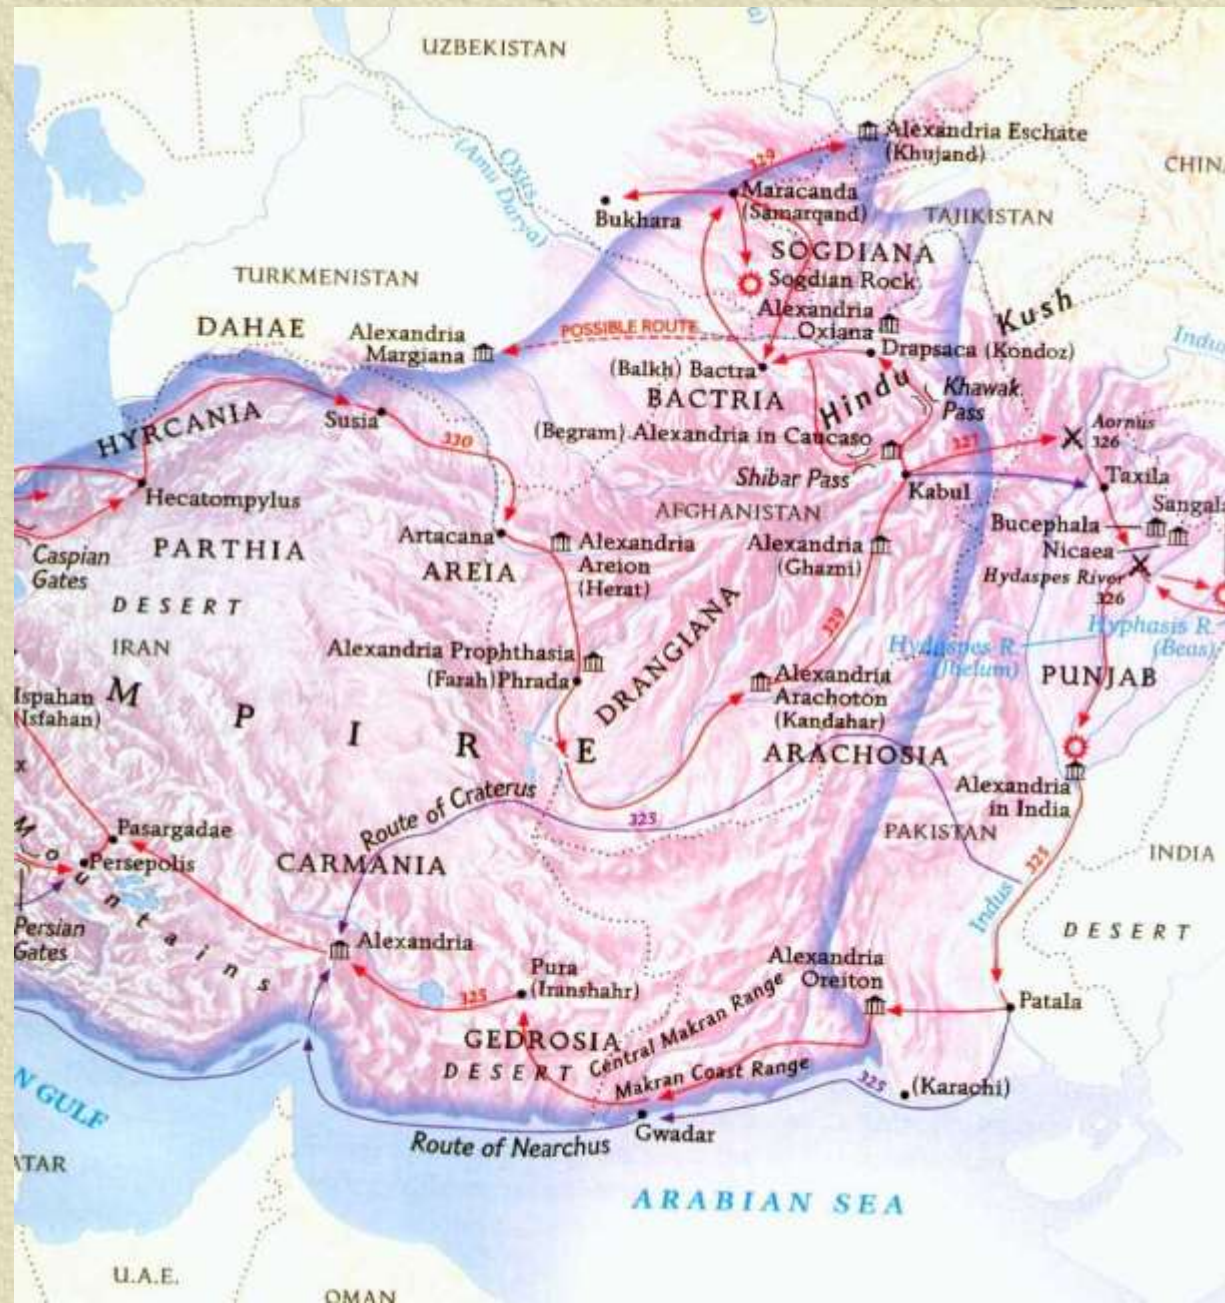 UZBEKISTAN
Alexandria Eschate
(Khujand)
CHIN
329
Oxus
(Amu Darya)
Maracanda
(Samarqand)
Bukhara
TAJIKISTAN
SOGDIANA
Sogdian Rock
TURKMENISTAN
DAHAE
Alexandria
Margiana
POSSIBLE ROUTE
Alexandria
Oxiana
Kush
Drapsaca (Kondoz)
Indus
(Balkh) Bactra
BACTRIA
Hindu
Khawak
Pass
HYRCANIA
Susia
330
(Begram) Alexandria in Caucaso
327
Aornus
326
Shibar Pass
Kabul
Taxila
Hecatompylus
AFGHANISTAN
Sangala
Bucephala
Nicaea
Caspian
Gates
PARTHIA
Artacana
AREIA
Alexandria
Areion
(Herat)
Alexandria
(Ghazni)
Hydaspes River
326
DESERT
IRAN
329
Hyphasis R.
(Beas)
Hydaspes R.
(Jhelum)
Alexandria Prophthasia
(Farah) Phrada
DRANGIANA
PUNJAB
Ispahan
(Isfahan)
M P I R E
Alexandria
Arachoton
(Kandahar)
ARACHOSIA
Alexandria
in India
Route of Craterus
325
PAKISTAN
INDIA
Pasargadae
Persepolis
CARMANIA
325
Indus
Mountains
Persian
Gates
DESERT
Alexandria
Pura
(Iranshahr)
325
Alexandria
Oreiton
Patala
GEDROSIA
DESERT
Central Makran Range
Makran Coast Range
325
(Karachi)
N GULF
Gwadar
Route of Nearchus
ATAR
ARABIAN SEA
U.A.E.
OMAN